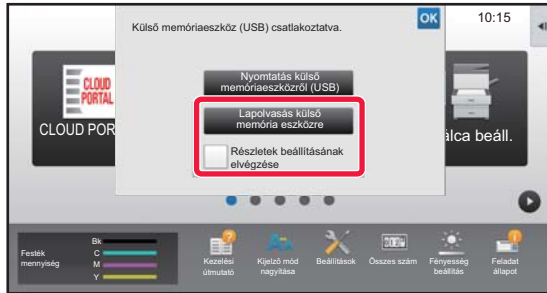 Külső memóriaeszköz (USB) csatlakoztatva.
OK
10:15
Nyomtatás külső
memóriaeszközről (USB)
Lapolvasás külső
memória eszközre
Részletek beállításának
elvégzése
CLOUD
PORTAL
CLOUD POR
álca beáll.
Festék
mennyiség
Bk
C
M
Y
Kezelési
útmutató
Kijelző mód
nagyítása
Beállítások
Összes szám
Fényesség
beállítás
Feladat
állapot